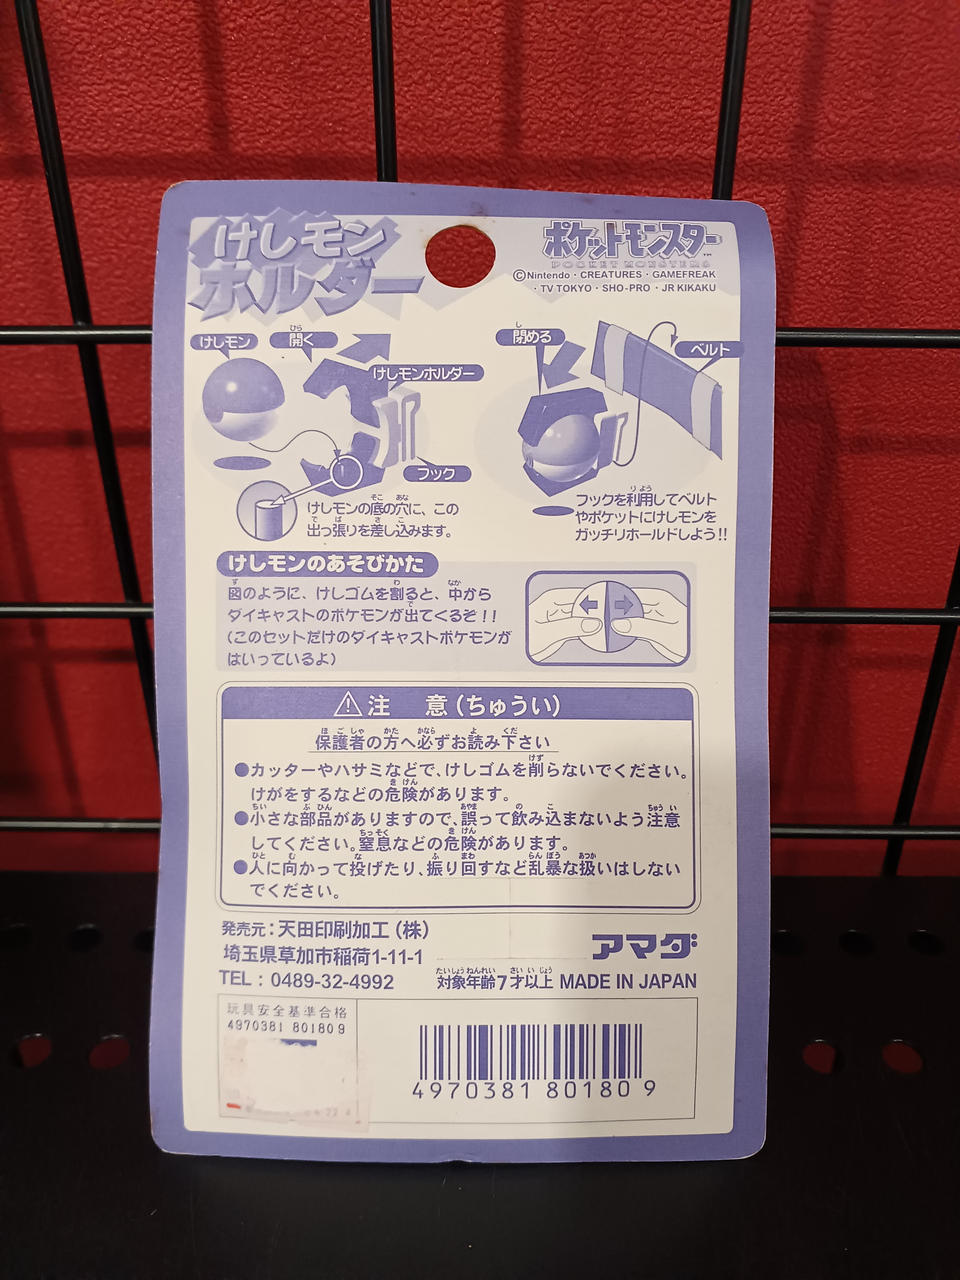 けしモン
ホルダー
ポケットモンスター™
POCKET MONSTERS
©Nintendo・CREATURES・GAMEFREAK
・TV TOKYO・SHO-PRO・JR KIKAKU
けしモン
開く
けしモンホルダー
フック
けしモンの底の穴に、この
出っ張りを差し込みます。
閉める
ベルト
フックを利用してベルト
やポケットにけしモンを
ガッチリホールドしよう!!
けしモンのあそびかた
図のように、けしゴムを割ると、中から
ダイキャストのポケモンが出てくるぞ!!
(このセットだけのダイキャストポケモンが
はいっているよ)
注 意(ちゅうい)
保護者の方へ必ずお読み下さい
●カッターやハサミなどで、けしゴムを削らないでください。
けがをするなどの危険があります。
●小さな部品がありますので、誤って飲み込まないよう注意
してください。窒息などの危険があります。
●人に向かって投げたり、振り回すなど乱暴な扱いはしない
でください。
発売元:天田印刷加工(株)
埼玉県草加市稲荷1-11-1
TEL:0489-32-4992
アマダ
対象年齢7才以上 MADE IN JAPAN
玩具安全基準合格
4970381 801809
4970381 801809